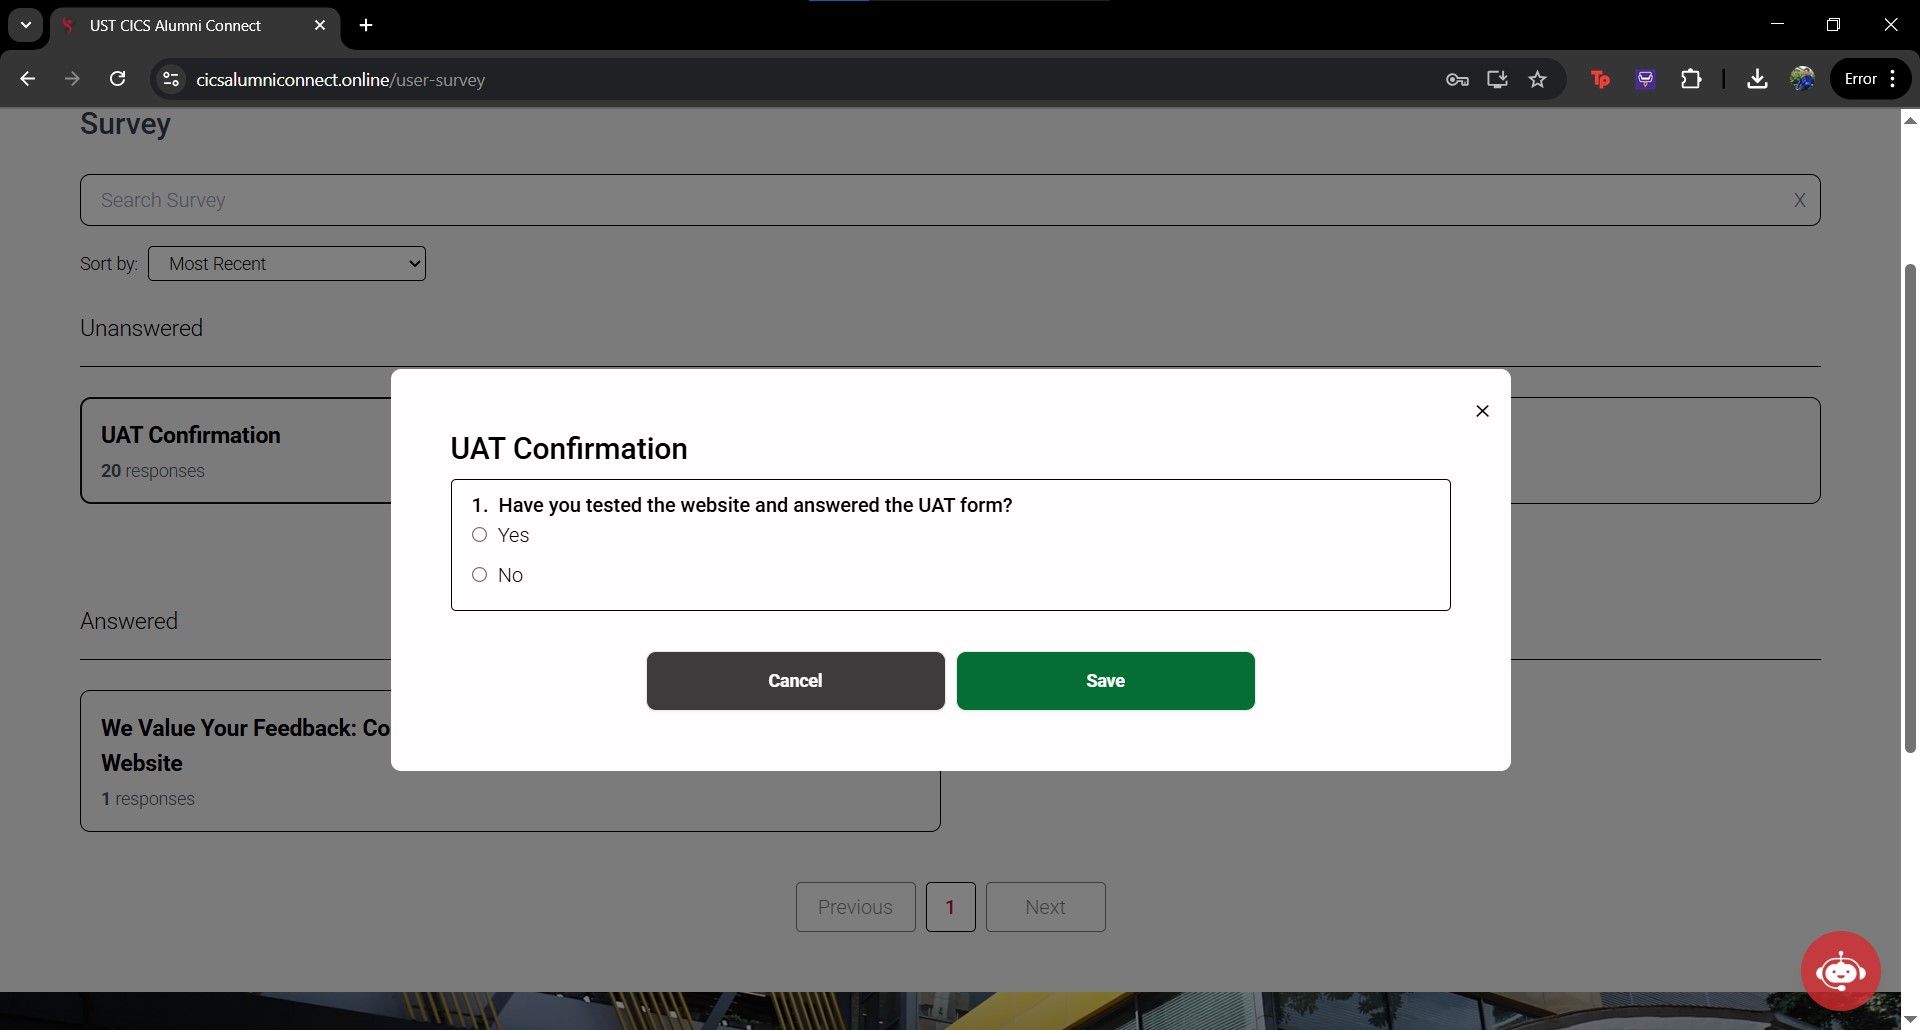 UST CICS Alumni Connect
cicsalumniconnect.online/user-survey
Tp
Error
Survey
Search Survey
X
Sort by:
Most Recent
Unanswered
UAT Confirmation
20 responses
UAT Confirmation
1. Have you tested the website and answered the UAT form?
Yes
No
Cancel
Save
Answered
We Value Your Feedback: Co
Website
1 responses
Previous
1
Next